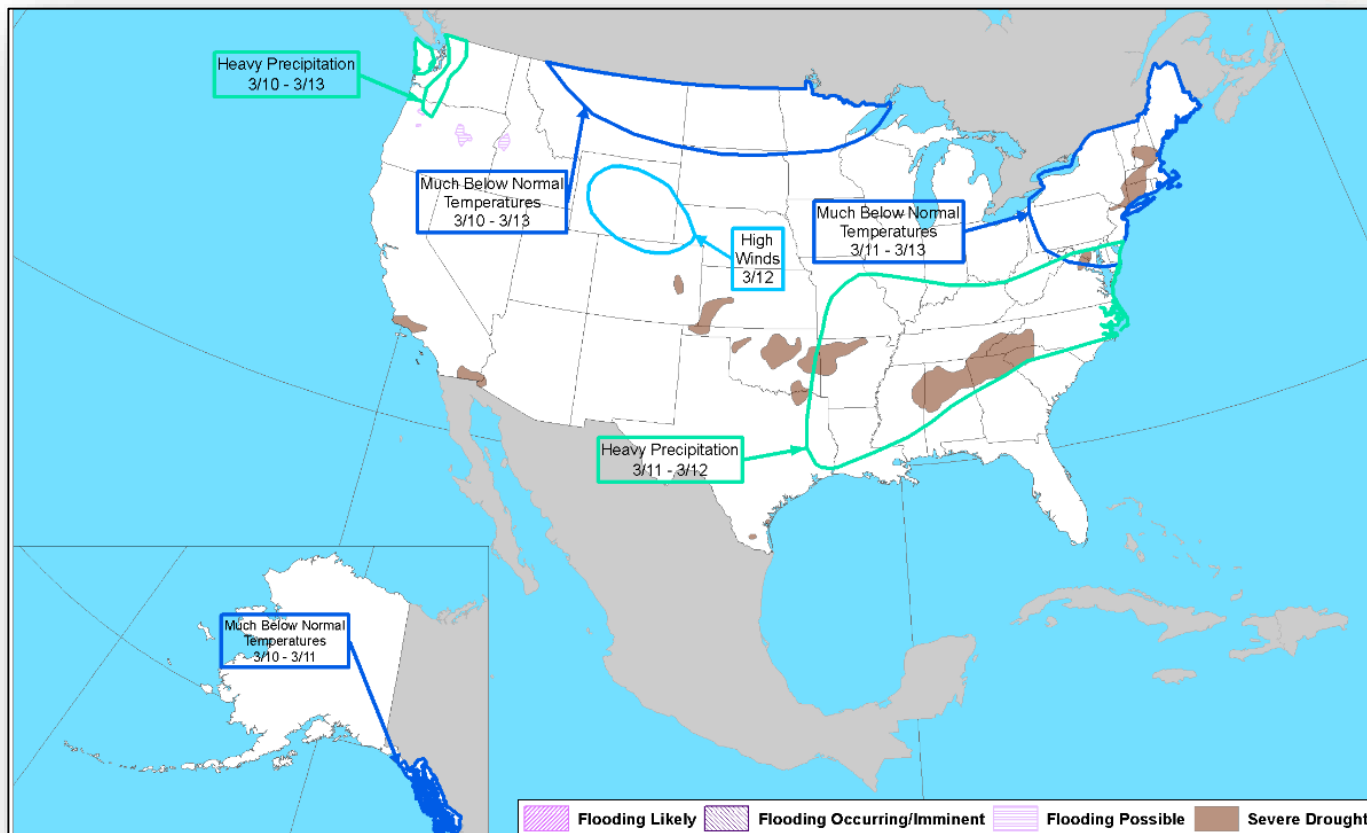 Heavy Precipitation
3/10 - 3/13
Much Below Normal
Temperatures
3/10 - 3/13
High
Winds
3/12
Much Below Normal
Temperatures
3/11 - 3/13
Heavy Precipitation
3/11 - 3/12
Much Below Normal
Temperatures
3/10 - 3/11
Flooding Likely
Flooding Occurring/Imminent
Flooding Possible
Severe Drought